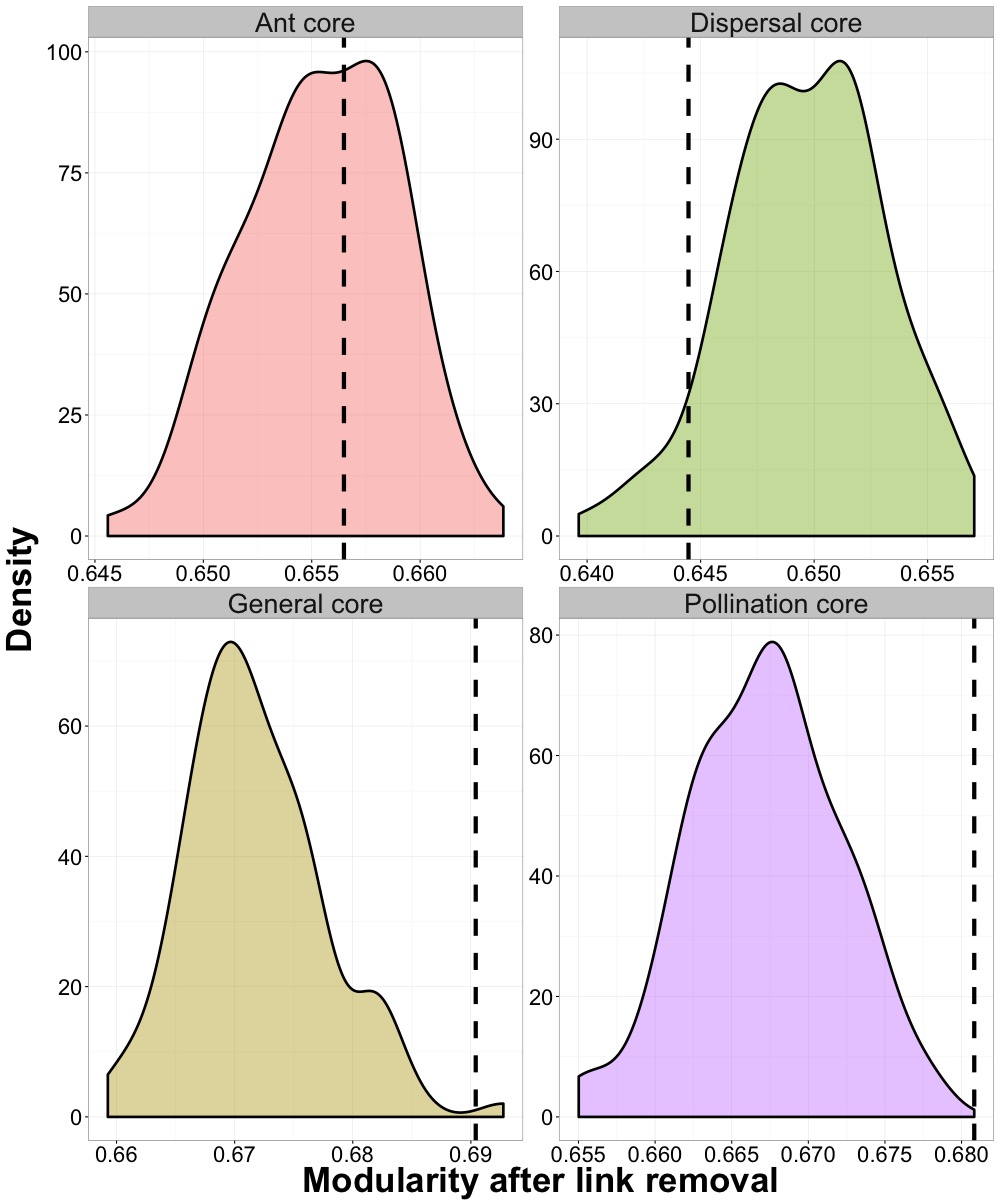 Ant core
Dispersal core
100
75
50
25
0
90
60
30
0
0.645 0.650 0.655 0.660
0.640 0.645 0.650 0.655
General core
Pollination core
60
40
20
0
80
60
40
20
0
0.66 0.67 0.68 0.69
0.655 0.660 0.665 0.670 0.675 0.680
Density
Modularity after link removal